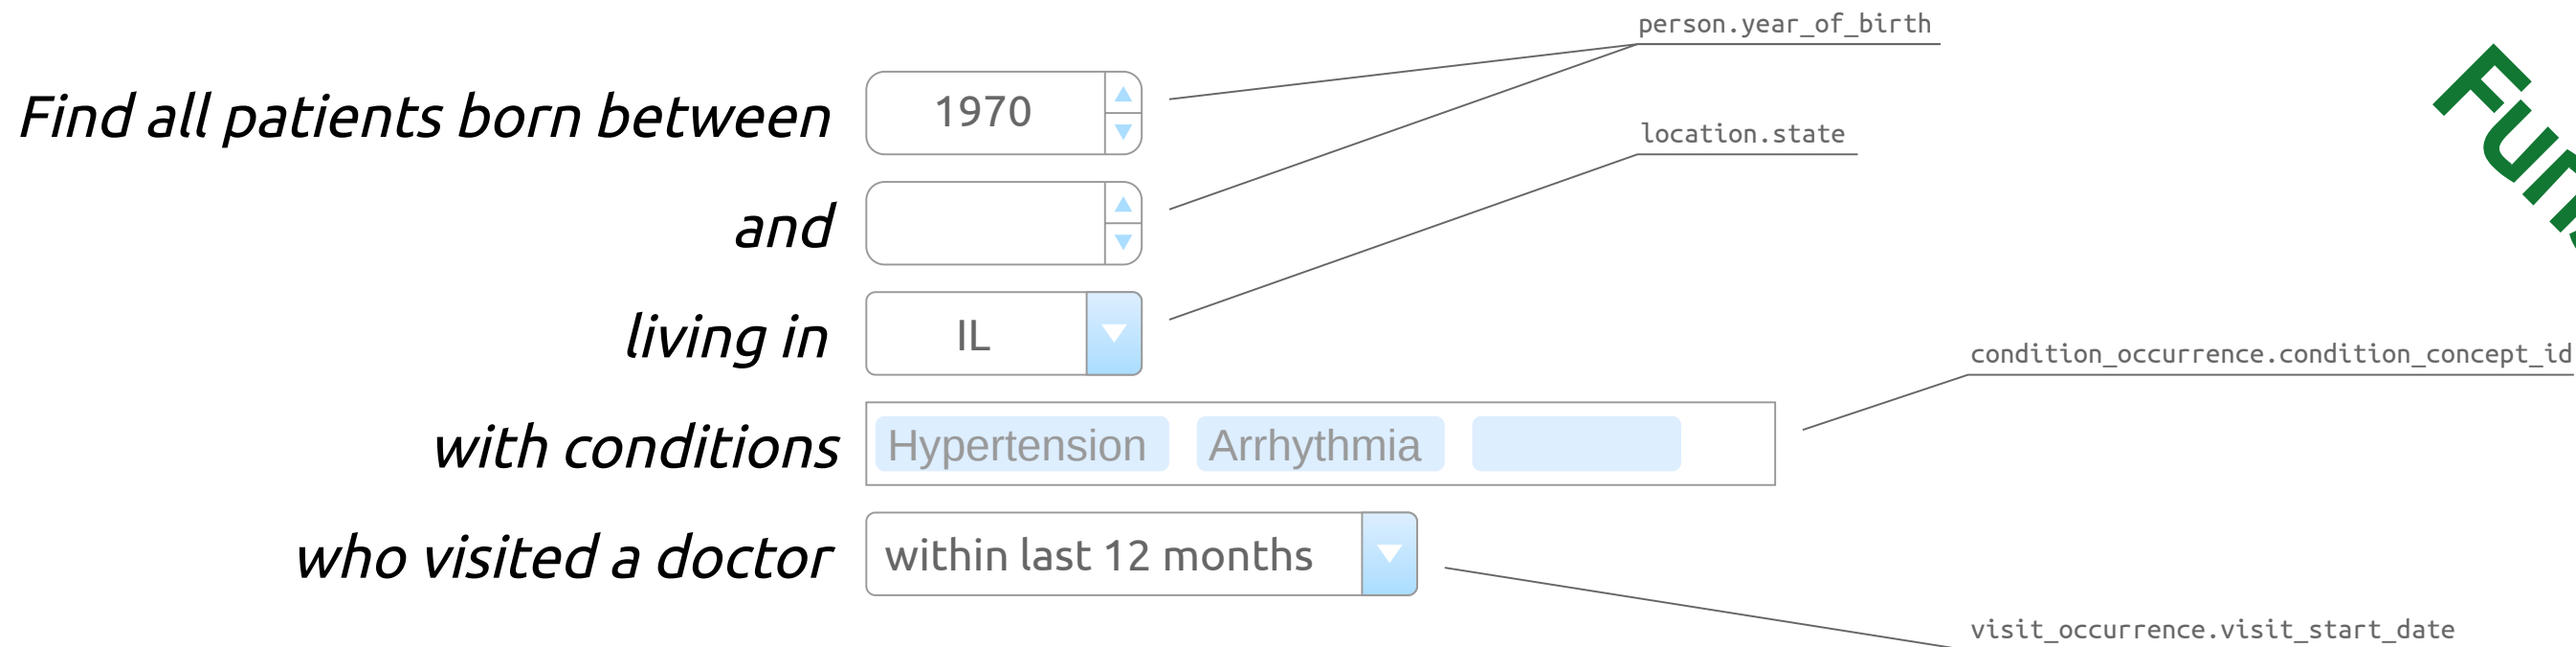 person.year_of_birth
Find all patients born between 1970
location.state
and
living in IL
condition_occurrence.condition_concept_id
with conditions Hypertension Arrhythmia
who visited a doctor within last 12 months
visit_occurrence.visit_start_date